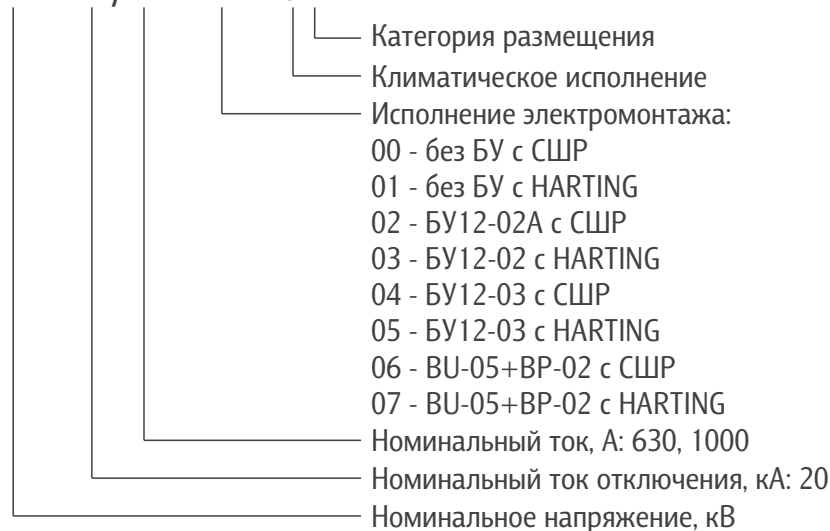 Категория размещения
Климатическое исполнение
Исполнение электромонтажа:
00 - без БУ с СШР
01 - без БУ с HARTING
02 - БУ12-02А с СШР
03 - БУ12-02 с HARTING
04 - БУ12-03 с СШР
05 - БУ12-03 с HARTING
06 - BU-05+BP-02 с СШР
07 - BU-05+BP-02 с HARTING
Номинальный ток, А: 630, 1000
Номинальный ток отключения, кА: 20
Номинальное напряжение, кВ